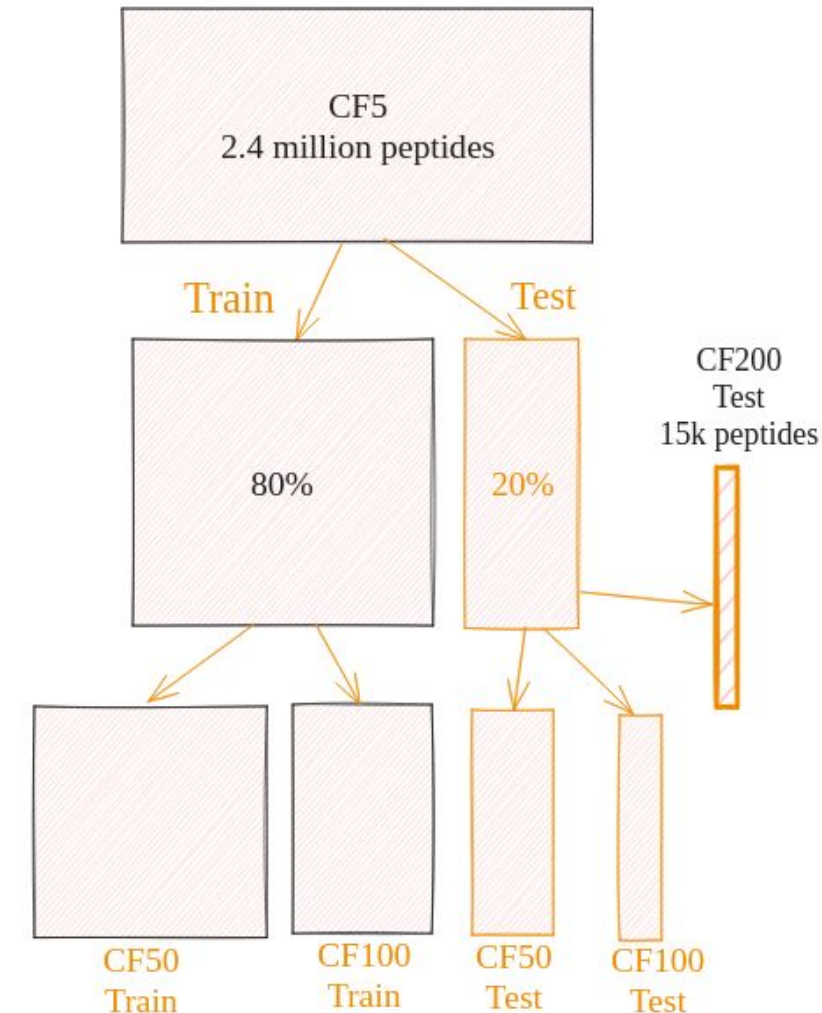 CF5
2.4 million peptides
Train
Test
80%
20%
CF200
Test
15k peptides
CF50
Train
CF100
Train
CF50
Test
CF100
Test